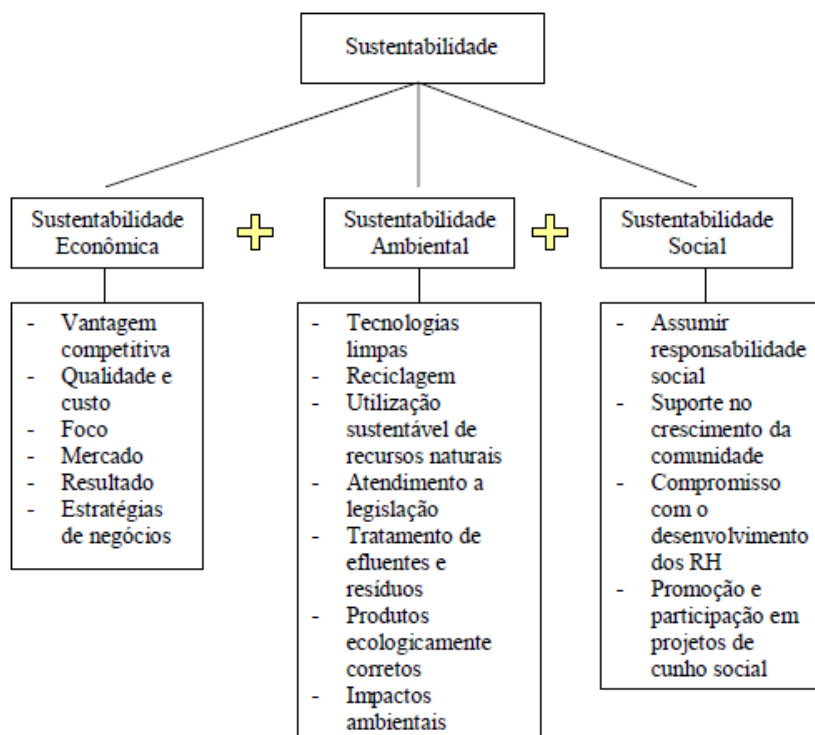 Sustentabilidade
Sustentabilidade
Econômica
Sustentabilidade
Ambiental
Sustentabilidade
Social
- Vantagem
competitiva
- Qualidade e
custo
- Foco
- Mercado
- Resultado
- Estratégias
de negócios
- Tecnologias
limpas
- Reciclagem
- Utilização
sustentável de
recursos naturais
- Atendimento a
legislação
- Tratamento de
efluentes e
resíduos
- Produtos
ecologicamente
corretos
- Impactos
ambientais
- Assumir
responsabilidade
social
- Suporte no
crescimento da
comunidade
- Compromisso
com o
desenvolvimento
dos RH
- Promoção e
participação em
projetos de
cunho social